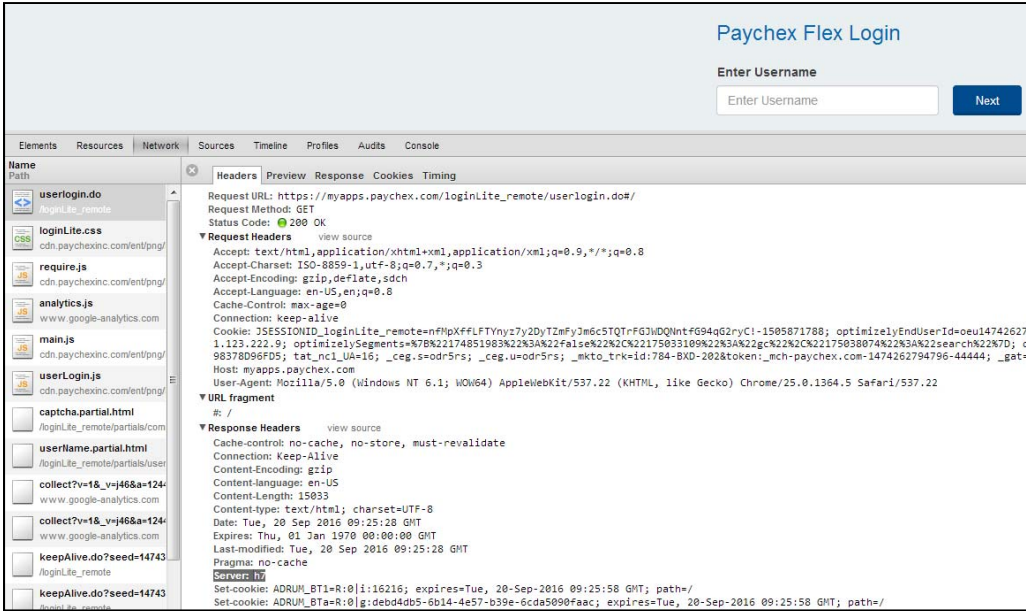 Paychex Flex Login
Enter Username
Enter Username
Next
Elements Resources Network Sources Timeline Profiles Audits Console
Name
Path
Headers Preview Response Cookies Timing
userlogin.do
/loginLite_remote
loginLite.css
cdn.paychexinc.com/ent/png/
require.js
cdn.paychexinc.com/ent/png/
analytics.js
www.google-analytics.com
main.js
cdn.paychexinc.com/ent/png/
userLogin.js
cdn.paychexinc.com/ent/png/
captcha.partial.html
/loginLite_remote/partials/com
userName.partial.html
/loginLite_remote/partials/user
collect?v=1&_v=j46&a=1244
www.google-analytics.com
collect?v=1&_v=j46&a=1244
www.google-analytics.com
keepAlive.do?seed=14743
/loginLite_remote
keepAlive.do?seed=14743
/loginLite_remote
Request URL: https://myapps.paychex.com/loginLite_remote/userlogin.do#/
Request Method: GET
Status Code: 200 OK
Request Headers view source
Accept: text/html,application/xhtml+xml,application/xml;q=0.9,*/*;q=0.8
Accept-Charset: ISO-8859-1,utf-8;q=0.7,*;q=0.3
Accept-Encoding: gzip,deflate,sdch
Accept-Language: en-US,en;q=0.8
Cache-Control: max-age=0
Connection: keep-alive
Cookie: JSESSIONID_loginLite_remote=nfMpXffLFTYnyz7y2DyTZmFyJm6c5TQTrFGJWDQNntfG94qG2ryC!-1505871788; optimizelyEndUserId=oeu14742627
1.123.222.9; optimizelySegments=%7B%22174851983%22%3A%22false%22%2C%22175033109%22%3A%22gc%22%2C%22175038074%22%3A%22search%22%7D;
98378D96FD5; tat_nc1_UA=16; _ceg.s=odr5rs; _ceg.u=odr5rs; _mkto_trk=id:784-BXD-202&token:_mch-paychex.com-1474262794796-44444; _gat=
Host: myapps.paychex.com
User-Agent: Mozilla/5.0 (Windows NT 6.1; WOW64) AppleWebKit/537.22 (KHTML, like Gecko) Chrome/25.0.1364.5 Safari/537.22
URL fragment
#: /
Response Headers view source
Cache-control: no-cache, no-store, must-revalidate
Connection: Keep-Alive
Content-Encoding: gzip
Content-language: en-US
Content-Length: 15033
Content-type: text/html; charset=UTF-8
Date: Tue, 20 Sep 2016 09:25:28 GMT
Expires: Thu, 01 Jan 1970 00:00:00 GMT
Last-modified: Tue, 20 Sep 2016 09:25:28 GMT
Pragma: no-cache
Server: h7
Set-cookie: ADRUM_BT1=R:0|i:16216; expires=Tue, 20-Sep-2016 09:25:58 GMT; path=/
Set-cookie: ADRUM_BTa=R:0|g:debd4db5-6b14-4e57-b39e-6cda5090faac; expires=Tue, 20-Sep-2016 09:25:58 GMT; path=/